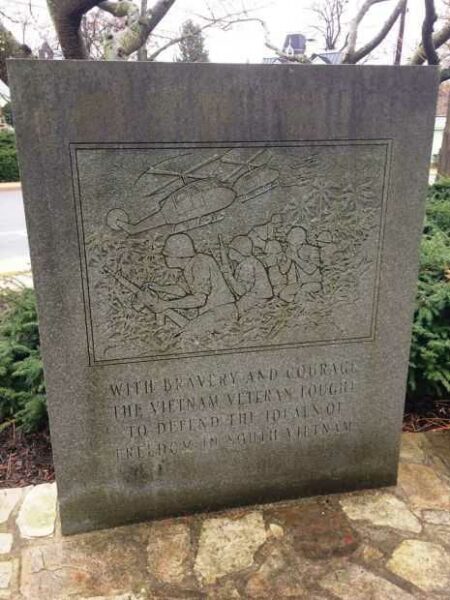 WITH BRAVERY AND COURAGE
THE VIETNAM VETERAN FOUGHT
TO DEFEND THE IDEALS OF
FREEDOM IN SOUTH VIETNAM